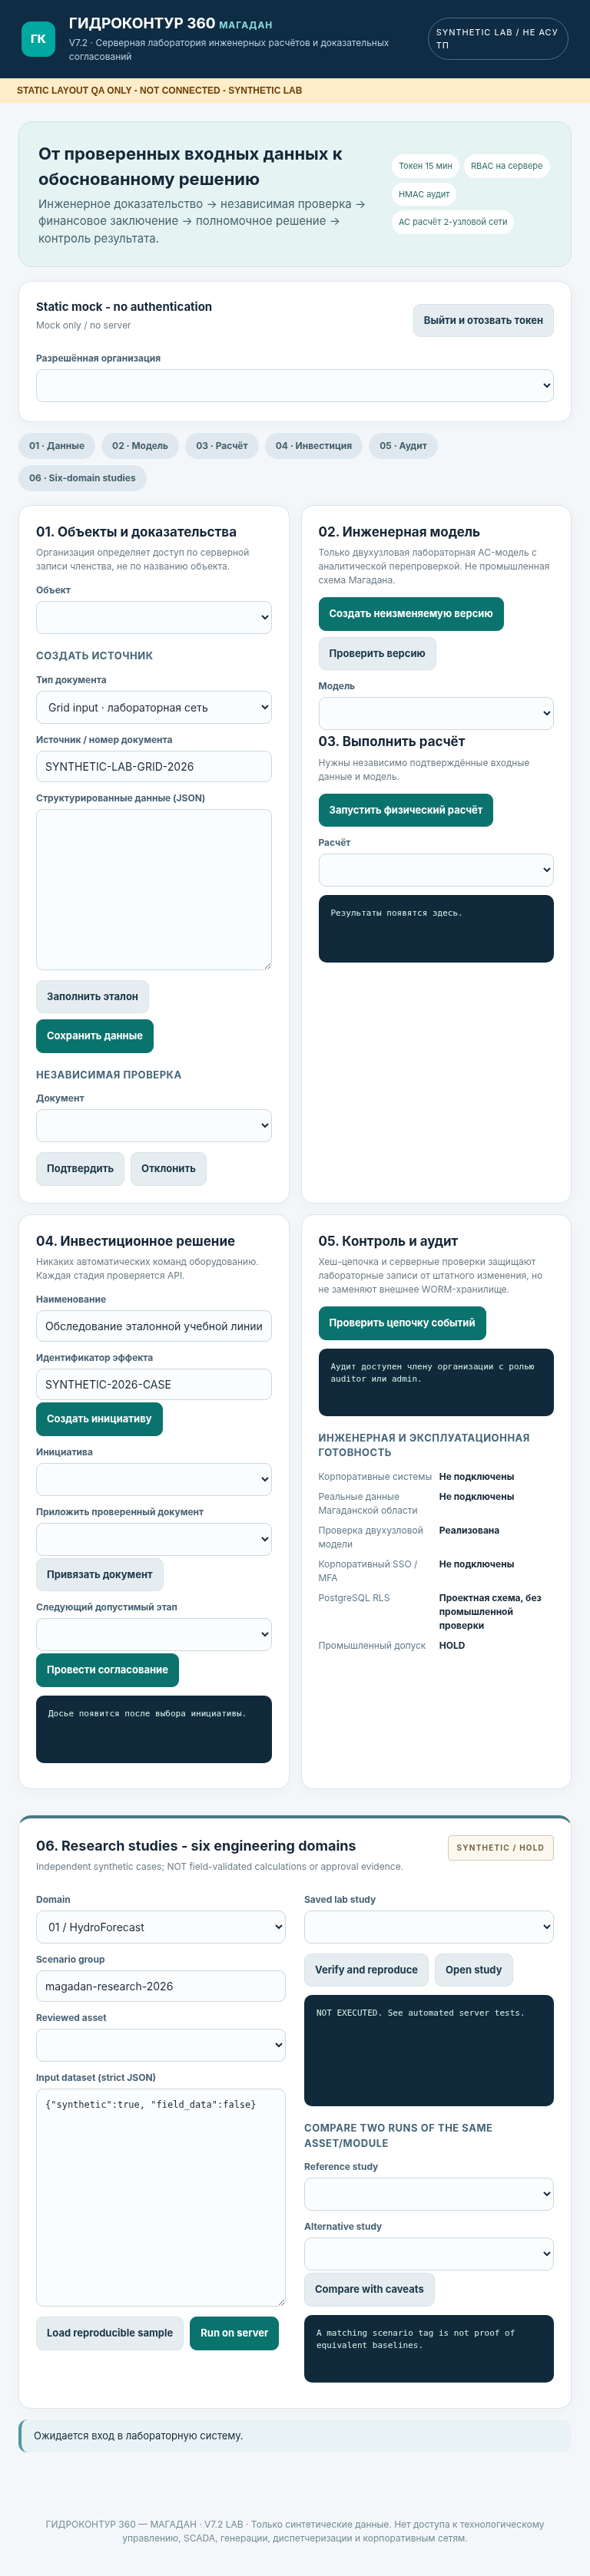 ГК
ГИДРОКОНТУР 360 МАГАДАН
V7.2 · Серверная лаборатория инженерных расчётов и доказательных
согласований
SYNTHETIC LAB / НЕ АСУ
ТП
STATIC LAYOUT QA ONLY - NOT CONNECTED - SYNTHETIC LAB
От проверенных входных данных к
обоснованному решению
Инженерное доказательство → независимая проверка →
финансовое заключение → полномочное решение →
контроль результата.
Токен 15 мин
RBAC на сервере
HMAC аудит
AC расчёт 2-узловой сети
Static mock - no authentication
Mock only / no server
Выйти и отозвать токен
Разрешённая организация
01 · Данные
02 · Модель
03 · Расчёт
04 · Инвестиция
05 · Аудит
06 · Six-domain studies
01. Объекты и доказательства
Организация определяет доступ по серверной
записи членства, не по названию объекта.
Объект
СОЗДАТЬ ИСТОЧНИК
Тип документа
Grid input · лабораторная сеть
Источник / номер документа
SYNTHETIC-LAB-GRID-2026
Структурированные данные (JSON)
Заполнить эталон
Сохранить данные
НЕЗАВИСИМАЯ ПРОВЕРКА
Документ
Подтвердить
Отклонить
02. Инженерная модель
Только двухузловая лабораторная AC-модель с
аналитической перепроверкой. Не промышленная
схема Магадана.
Создать неизменяемую версию
Проверить версию
Модель
03. Выполнить расчёт
Нужны независимо подтверждённые входные
данные и модель.
Запустить физический расчёт
Расчёт
Результаты появятся здесь.
04. Инвестиционное решение
Никаких автоматических команд оборудованию.
Каждая стадия проверяется API.
Наименование
Обследование эталонной учебной линии
Идентификатор эффекта
SYNTHETIC-2026-CASE
Создать инициативу
Инициатива
Приложить проверенный документ
Привязать документ
Следующий допустимый этап
Провести согласование
Досье появится после выбора инициативы.
05. Контроль и аудит
Хеш-цепочка и серверные проверки защищают
лабораторные записи от штатного изменения, но
не заменяют внешнее WORM-хранилище.
Проверить цепочку событий
Аудит доступен члену организации с ролью
auditor или admin.
ИНЖЕНЕРНАЯ И ЭКСПЛУАТАЦИОННАЯ
ГОТОВНОСТЬ
Корпоративные системы Не подключены
Реальные данные
Магаданской области
Не подключены
Проверка двухузловой
модели
Реализована
Корпоративный SSO /
MFA
Не подключены
PostgreSQL RLS
Проектная схема, без
промышленной
проверки
Промышленный допуск HOLD
06. Research studies - six engineering domains
Independent synthetic cases; NOT field-validated calculations or approval evidence.
SYNTHETIC / HOLD
Domain
01 / HydroForecast
Scenario group
magadan-research-2026
Reviewed asset
Input dataset (strict JSON)
{"synthetic":true, "field_data":false}
Load reproducible sample
Run on server
Saved lab study
Verify and reproduce
Open study
NOT EXECUTED. See automated server tests.
COMPARE TWO RUNS OF THE SAME
ASSET/MODULE
Reference study
Alternative study
Compare with caveats
A matching scenario tag is not proof of
equivalent baselines.
Ожидается вход в лабораторную систему.
ГИДРОКОНТУР 360 — МАГАДАН · V7.2 LAB · Только синтетические данные. Нет доступа к технологическому
управлению, SCADA, генерации, диспетчеризации и корпоративным сетям.